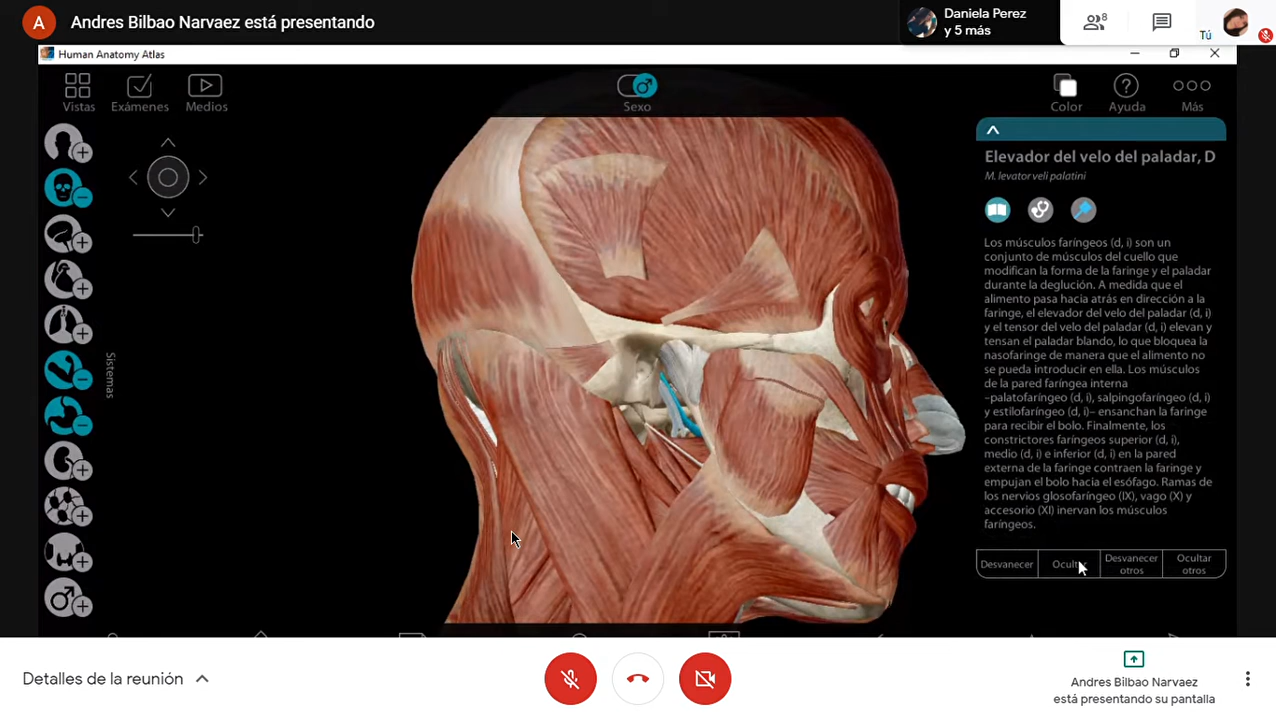 A
Andres Bilbao Narvaez está presentando
Daniela Perez
y 5 más
8
Tú
Human Anatomy Atlas
Vistas
Exámenes
Medios
Sexo
Color
Ayuda
Más
Sistemas
Elevador del velo del paladar, D
M. levator veli palatini
Los músculos faríngeos (d, i) son un
conjunto de músculos del cuello que
modifican la forma de la faringe y el paladar
durante la deglución. A medida que el
alimento pasa hacia atrás en dirección a la
faringe, el elevador del velo del paladar (d, i)
y el tensor del velo del paladar (d, i) elevan y
tensan el paladar blando, lo que bloquea la
nasofaringe de manera que el alimento no
se pueda introducir en ella. Los músculos
de la pared faríngea interna
–palatofaríngeo (d, i), salpingofaríngeo (d, i)
y estilofaríngeo (d, i)– ensanchan la faringe
para recibir el bolo. Finalmente, los
constrictores faríngeos superior (d, i),
medio (d, i) e inferior (d, i) en la pared
externa de la faringe contraen la faringe y
empujan el bolo hacia el esófago. Ramas de
los nervios glosofaríngeo (IX), vago (X) y
accesorio (XI) inervan los músculos
faríngeos.
Desvanecer
Ocultar
Desvanecer
otros
Ocultar
otros
Detalles de la reunión
Andres Bilbao Narvaez
está presentando su pantalla